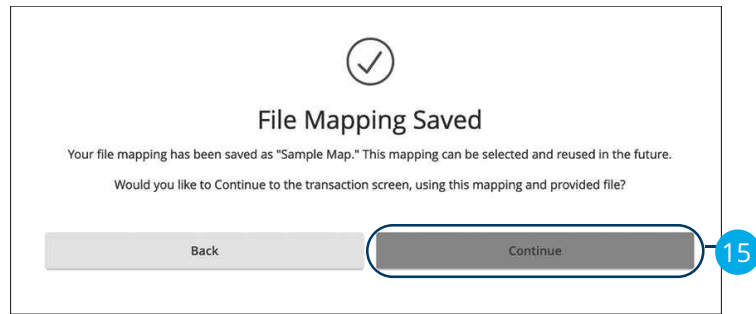 File Mapping Saved
Your file mapping has been saved as "Sample Map." This mapping can be selected and reused in the future.
Would you like to Continue to the transaction screen, using this mapping and provided file?
Back
Continue
15